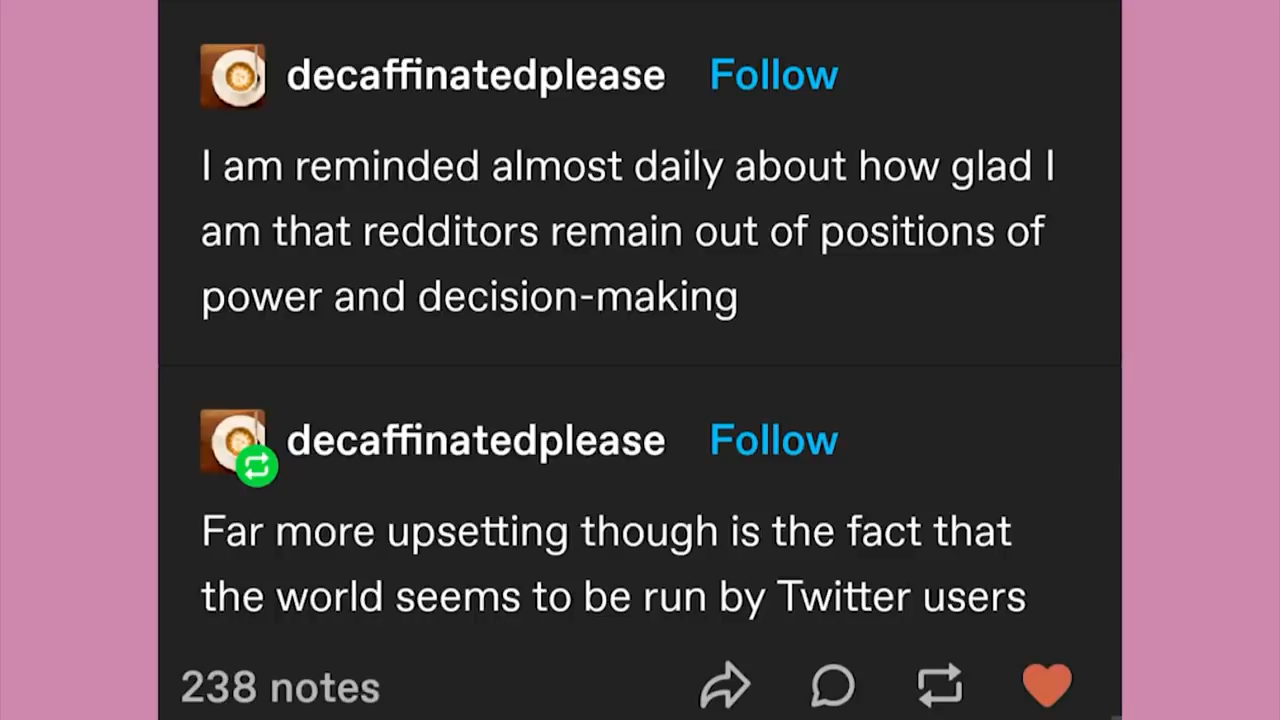 decaffinatedplease Follow
I am reminded almost daily about how glad I
am that redditors remain out of positions of
power and decision-making
decaffinatedplease Follow
Far more upsetting though is the fact that
the world seems to be run by Twitter users
238 notes